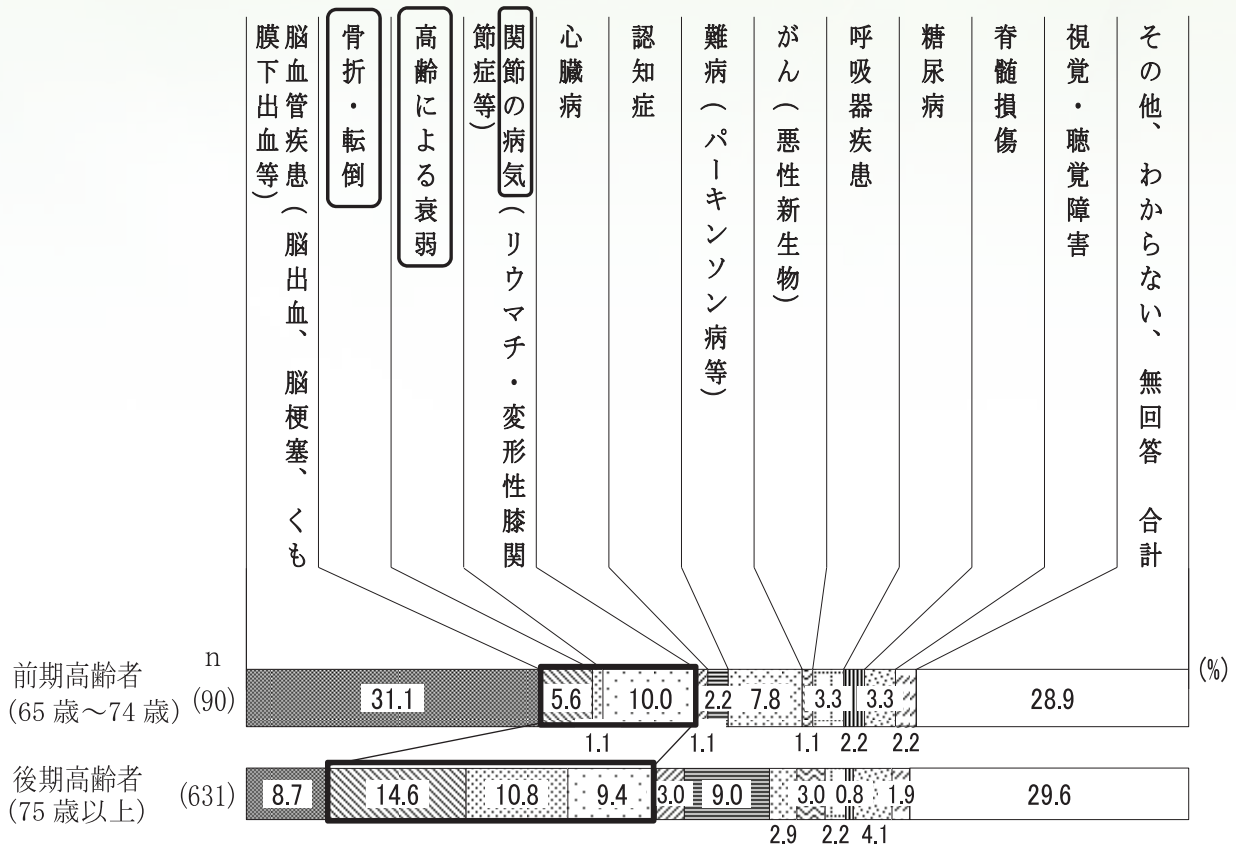 脳血管疾患(脳出血、脳梗塞、くも
膜下出血等)
骨折・転倒
高齢による衰弱
関節の病気(リウマチ・変形性膝関
節症等)
心臓病
認知症
難病(パーキンソン病等)
がん(悪性新生物)
呼吸器疾患
糖尿病
脊髄損傷
視覚・聴覚障害
その他、わからない、無回答 合計
n
(%)
前期高齢者
(65歳~74歳)
(90)
31.1
5.6
10.0
2.2
7.8
3.3
3.3
28.9
1.1
1.1
1.1
2.2
2.2
後期高齢者
(75歳以上)
(631)
8.7
14.6
10.8
9.4
3.0
9.0
3.0
0.8
1.9
29.6
2.9
2.2
4.1